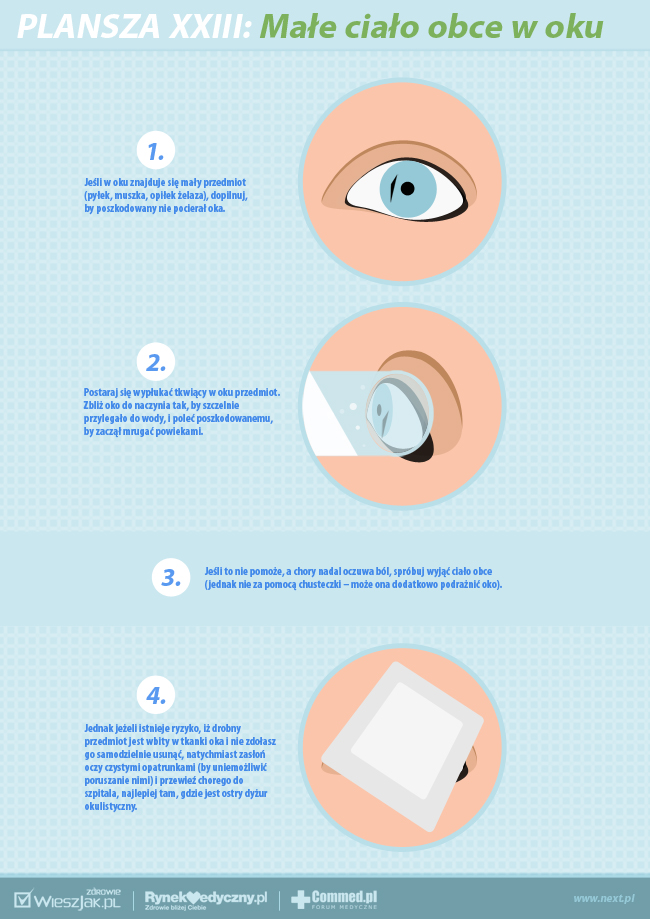 PLANSZA XXIII: Małe ciało obce w oku
1.
Jeśli w oku znajduje się mały przedmiot
(pyłek, muszka, opiłek żelaza), dopilnuj,
by poszkodowany nie pocierał oka.
2.
Postaraj się wypłukać tkwiący w oku przedmiot.
Zbliż oko do naczynia tak, by szczelnie
przylegało do wody, i poleć poszkodowanemu,
by zaczął mrugać powiekami.
3.
Jeśli to nie pomoże, a chory nadal oczuwa ból, spróbuj wyjąć ciało obce
(jednak nie za pomocą chusteczki – może ona dodatkowo podrażnić oko).
4.
Jednak jeżeli istnieje ryzyko, iż drobny
przedmiot jest wbity w tkanki oka i nie zdołasz
go samodzielnie usunąć, natychmiast zasłoń
oczy czystymi opatrunkami (by uniemożliwić
poruszanie nimi) i przewieź chorego do
szpitala, najlepiej tam, gdzie jest ostry dyżur
okulistyczny.
ZDROWIE
WIESZJAK.PL
Rynekmedyczny.pl
Zdrowie bliżej Ciebie
Commed.pl
FORUM MEDYCZNE
www.next.pl